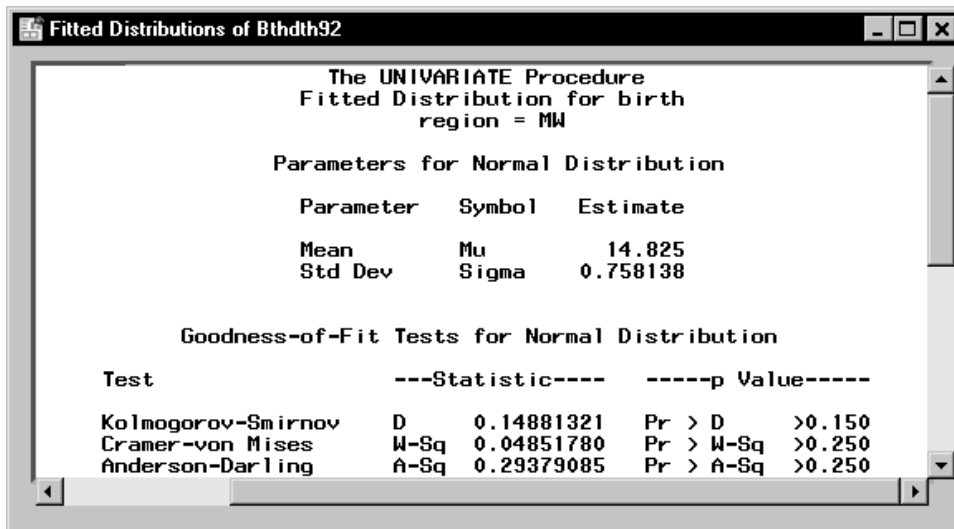 Fitted Distributions of Bthdth92
The UNIVARIATE Procedure
Fitted Distribution for birth
region = MW
Parameters for Normal Distribution
Parameter Symbol Estimate
Mean Mu 14.825
Std Dev Sigma 0.758138
Goodness-of-Fit Tests for Normal Distribution
Test ---Statistic---- -----p Value-----
Kolmogorov-Smirnov D 0.14881321 Pr > D >0.150
Cramer-von Mises W-Sq 0.04851780 Pr > W-Sq >0.250
Anderson-Darling A-Sq 0.29379085 Pr > A-Sq >0.250